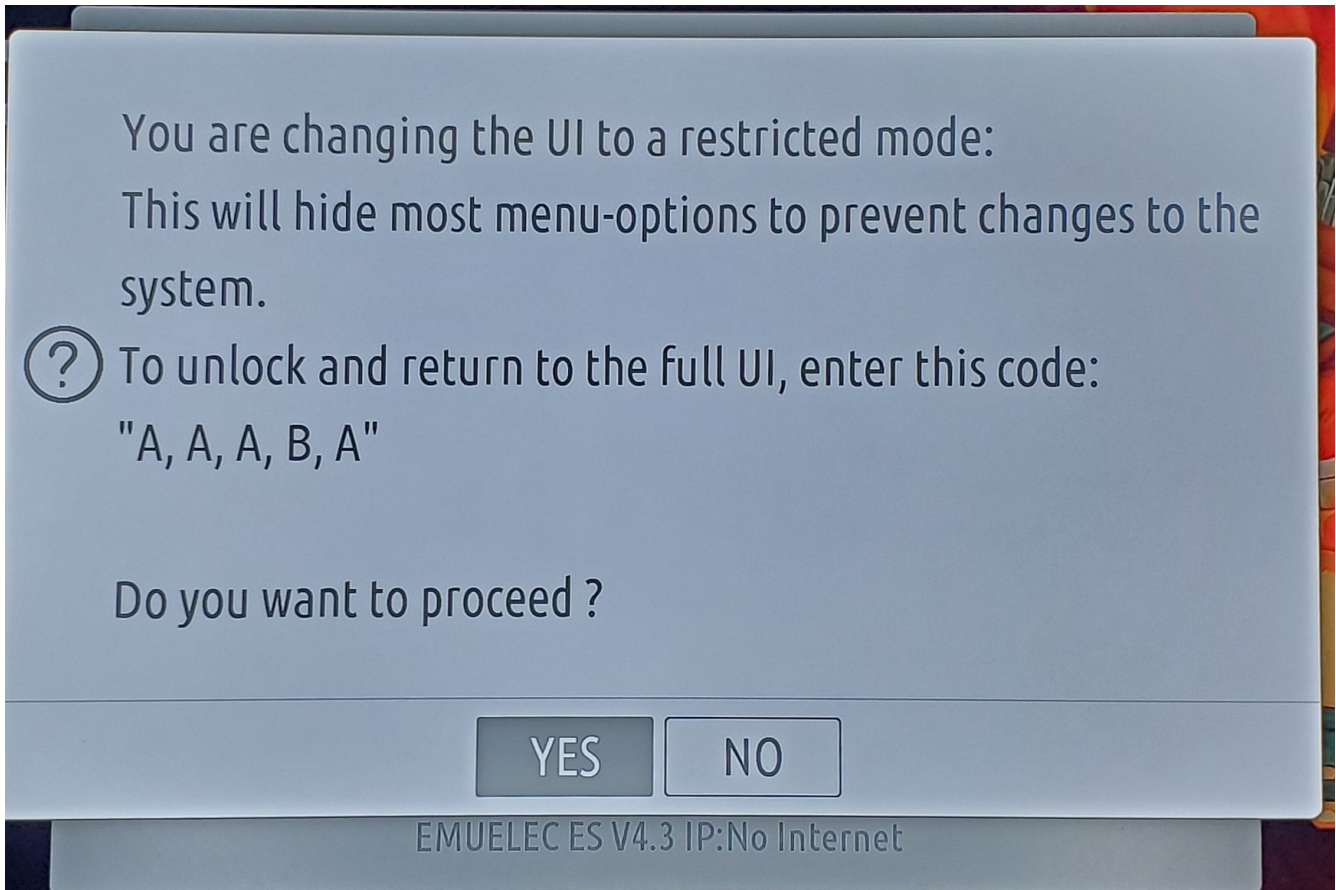 You are changing the UI to a restricted mode:
This will hide most menu-options to prevent changes to the
system.
? To unlock and return to the full UI, enter this code:
"A, A, A, B, A"
Do you want to proceed ?
YES NO
EMUELEC ES V4.3 IP:No Internet